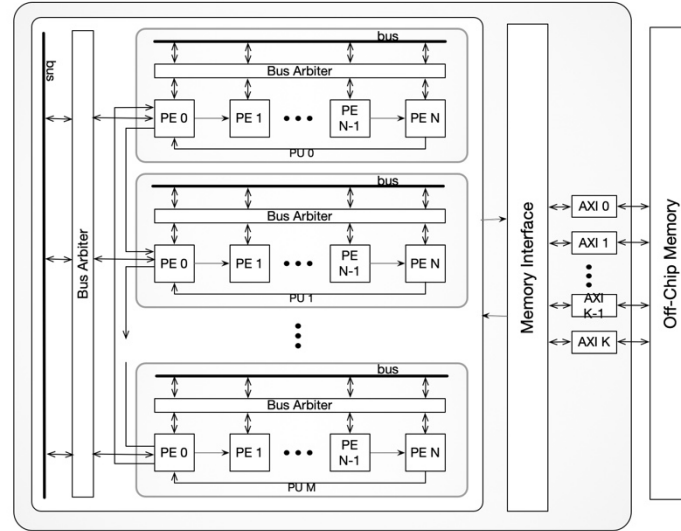 bus
Bus Arbiter
bus
Bus Arbiter
PE 0
PE 1
PE
N-1
PE N
PU 0
bus
Bus Arbiter
PE 0
PE 1
PE
N-1
PE N
PU 1
bus
Bus Arbiter
PE 0
PE 1
PE
N-1
PE N
PU M
Memory Interface
AXI 0
AXI 1
AXI
K-1
AXI K
Off-Chip Memory